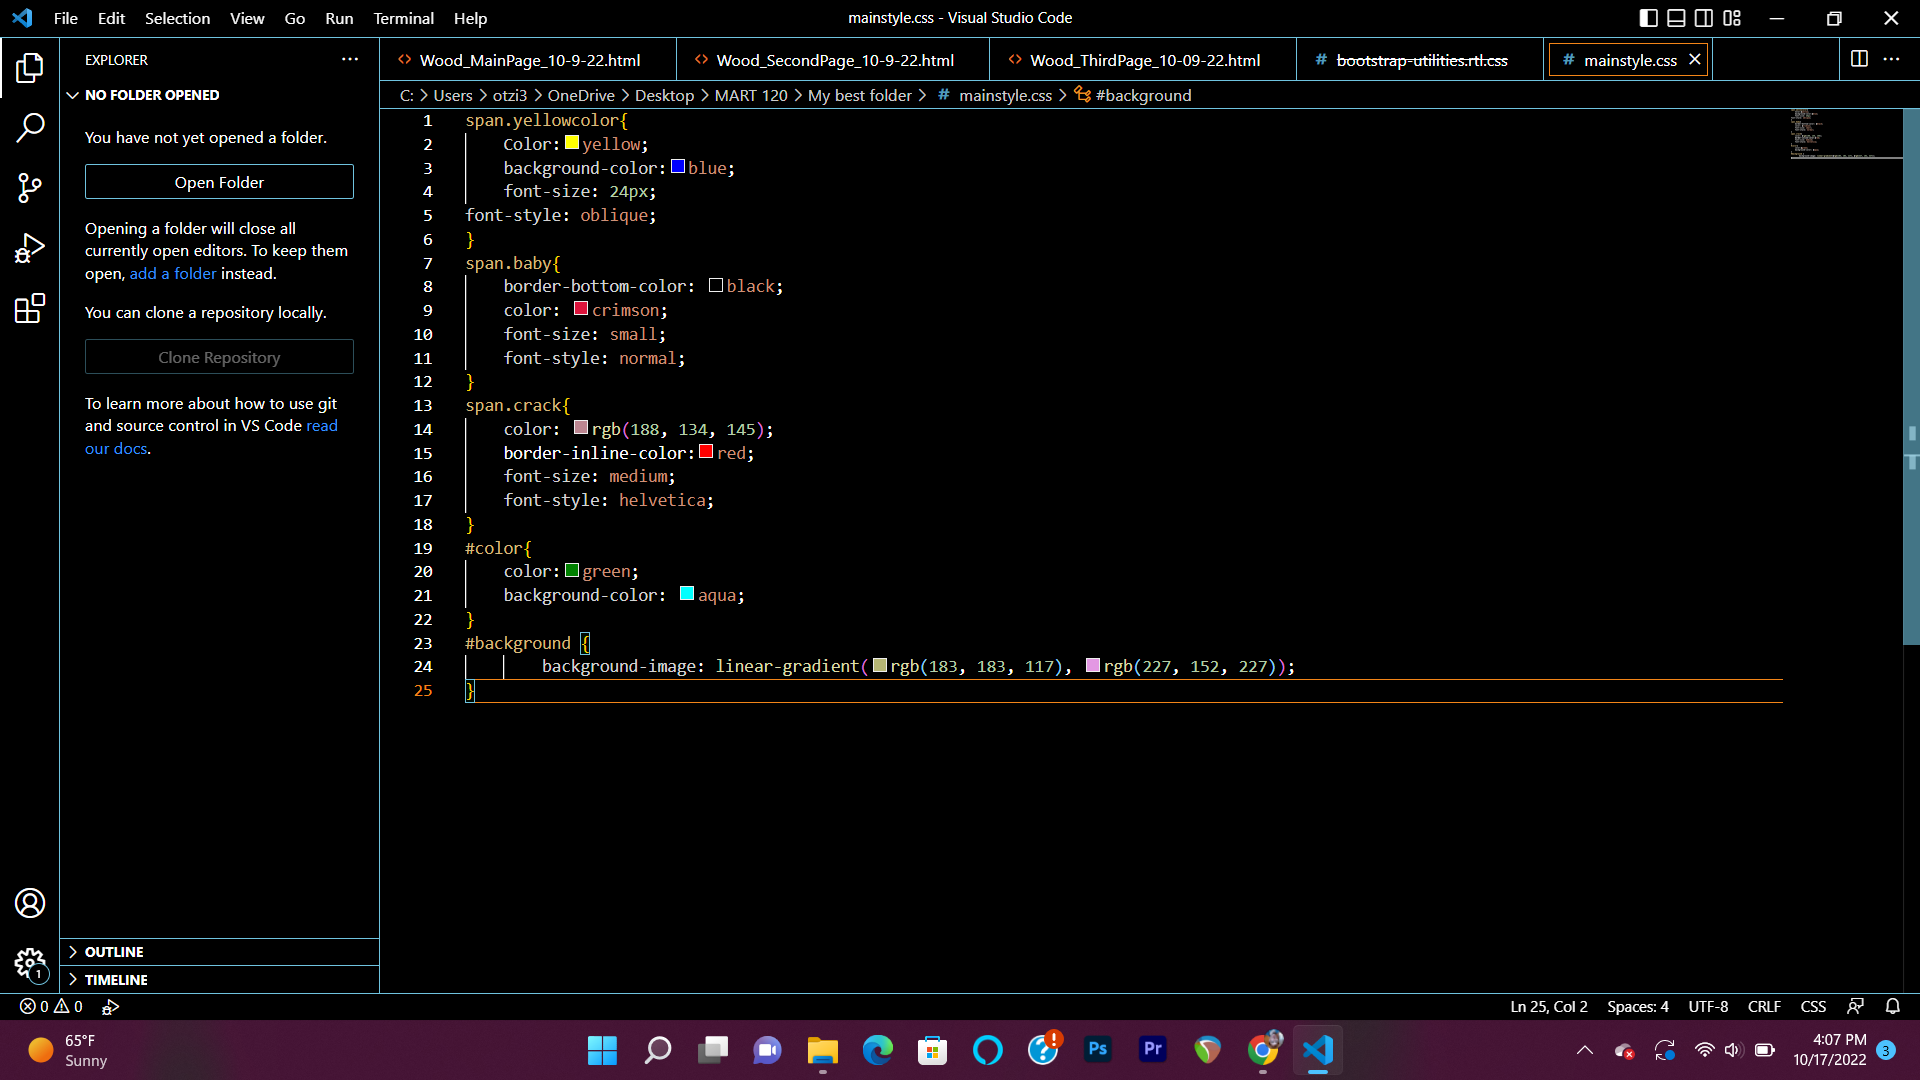 File Edit Selection View Go Run Terminal Help
mainstyle.css - Visual Studio Code
EXPLORER
NO FOLDER OPENED
You have not yet opened a folder.
Open Folder
Opening a folder will close all
currently open editors. To keep them
open, add a folder instead.
You can clone a repository locally.
Clone Repository
To learn more about how to use git
and source control in VS Code read
our docs.
OUTLINE
TIMELINE
Wood_MainPage_10-9-22.html Wood_SecondPage_10-9-22.html Wood_ThirdPage_10-09-22.html # bootstrap-utilities.rtl.css # mainstyle.css
C: > Users > otzi3 > OneDrive > Desktop > MART 120 > My best folder > # mainstyle.css > #background
1 span.yellowcolor{
2 Color: yellow;
3 background-color: blue;
4 font-size: 24px;
5 font-style: oblique;
6 }
7 span.baby{
8 border-bottom-color: black;
9 color: crimson;
10 font-size: small;
11 font-style: normal;
12 }
13 span.crack{
14 color: rgb(188, 134, 145);
15 border-inline-color: red;
16 font-size: medium;
17 font-style: helvetica;
18 }
19 #color{
20 color: green;
21 background-color: aqua;
22 }
23 #background {
24 background-image: linear-gradient( rgb(183, 183, 117), rgb(227, 152, 227));
25 }
1
0 0
Ln 25, Col 2 Spaces: 4 UTF-8 CRLF CSS
65°F
Sunny
Ps Pr
4:07 PM
10/17/2022
3